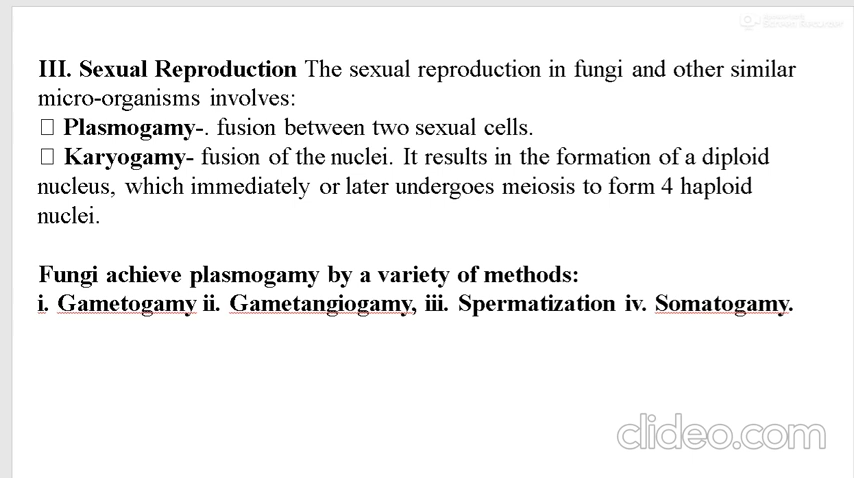 III. Sexual Reproduction The sexual reproduction in fungi and other similar
micro-organisms involves:
□ Plasmogamy-. fusion between two sexual cells.
□ Karyogamy- fusion of the nuclei. It results in the formation of a diploid
nucleus, which immediately or later undergoes meiosis to form 4 haploid
nuclei.
Fungi achieve plasmogamy by a variety of methods:
i. Gametogamy ii. Gametangiogamy, iii. Spermatization iv. Somatogamy.
clideo.com